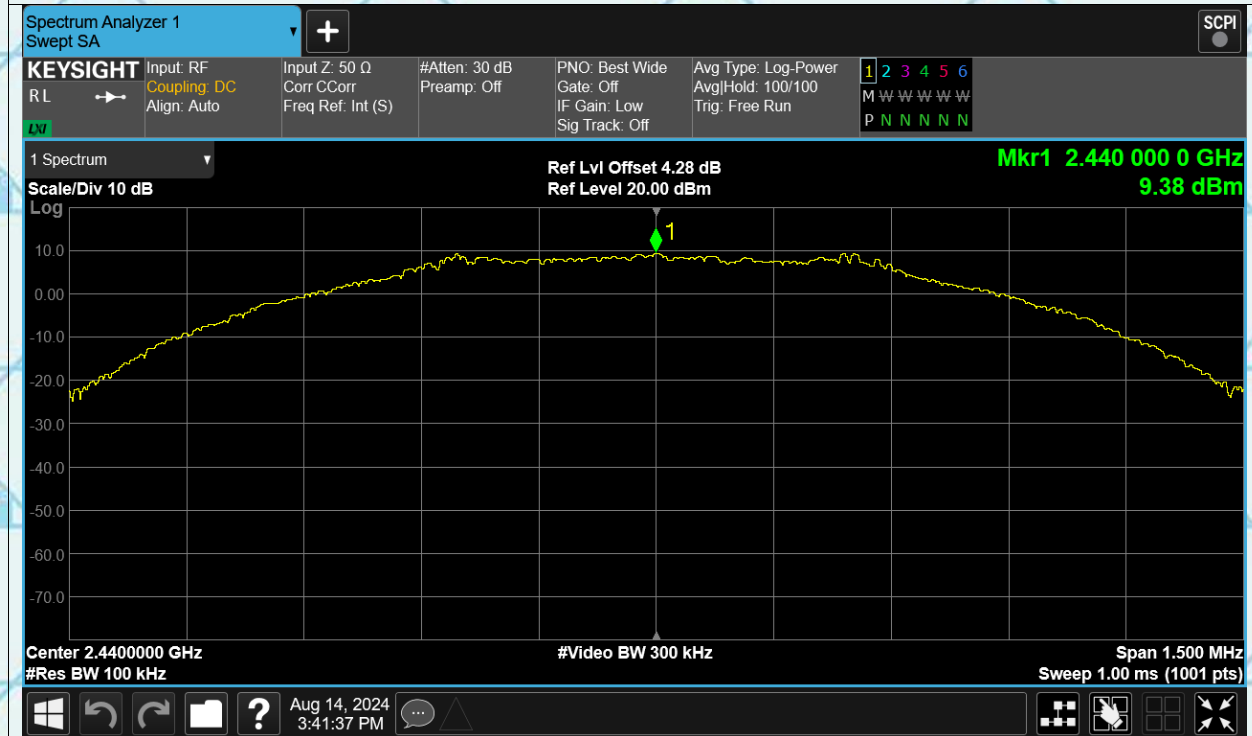 Spectrum Analyzer 1
Swept SA
+
SCPI
KEYSIGHT
RL
LXI
Input: RF
Coupling: DC
Align: Auto
Input Z: 50 Ω
Corr CCorr
Freq Ref: Int (S)
#Atten: 30 dB
Preamp: Off
PNO: Best Wide
Gate: Off
IF Gain: Low
Sig Track: Off
Avg Type: Log-Power
Avg|Hold: 100/100
Trig: Free Run
1 2 3 4 5 6
M W W W W W
P N N N N N
1 Spectrum
Scale/Div 10 dB
Log
Ref Lvl Offset 4.28 dB
Ref Level 20.00 dBm
Mkr1 2.440 000 0 GHz
9.38 dBm
1
10.0
0.00
-10.0
-20.0
-30.0
-40.0
-50.0
-60.0
-70.0
Center 2.4400000 GHz
#Res BW 100 kHz
#Video BW 300 kHz
Span 1.500 MHz
Sweep 1.00 ms (1001 pts)
?
Aug 14, 2024
3:41:37 PM